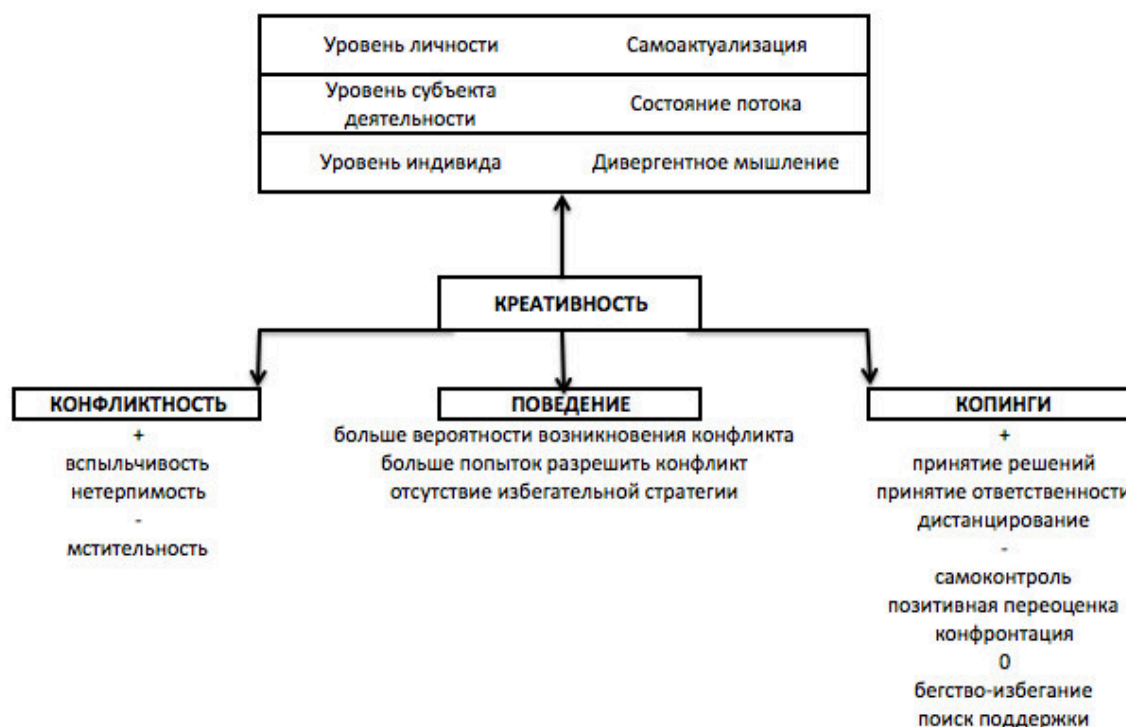 Уровень личности Самоактуализация
Уровень субъекта деятельности Состояние потока
Уровень индивида Дивергентное мышление
КРЕАТИВНОСТЬ
КОНФЛИКТНОСТЬ
+
вспыльчивость
нетерпимость
-
мстительность
ПОВЕДЕНИЕ
больше вероятности возникновения конфликта
больше попыток разрешить конфликт
отсутствие избегательной стратегии
КОПИНГИ
+
принятие решений
принятие ответственности
дистанцирование
-
самоконтроль
позитивная переоценка
конфронтация
0
бегство-избегание
поиск поддержки